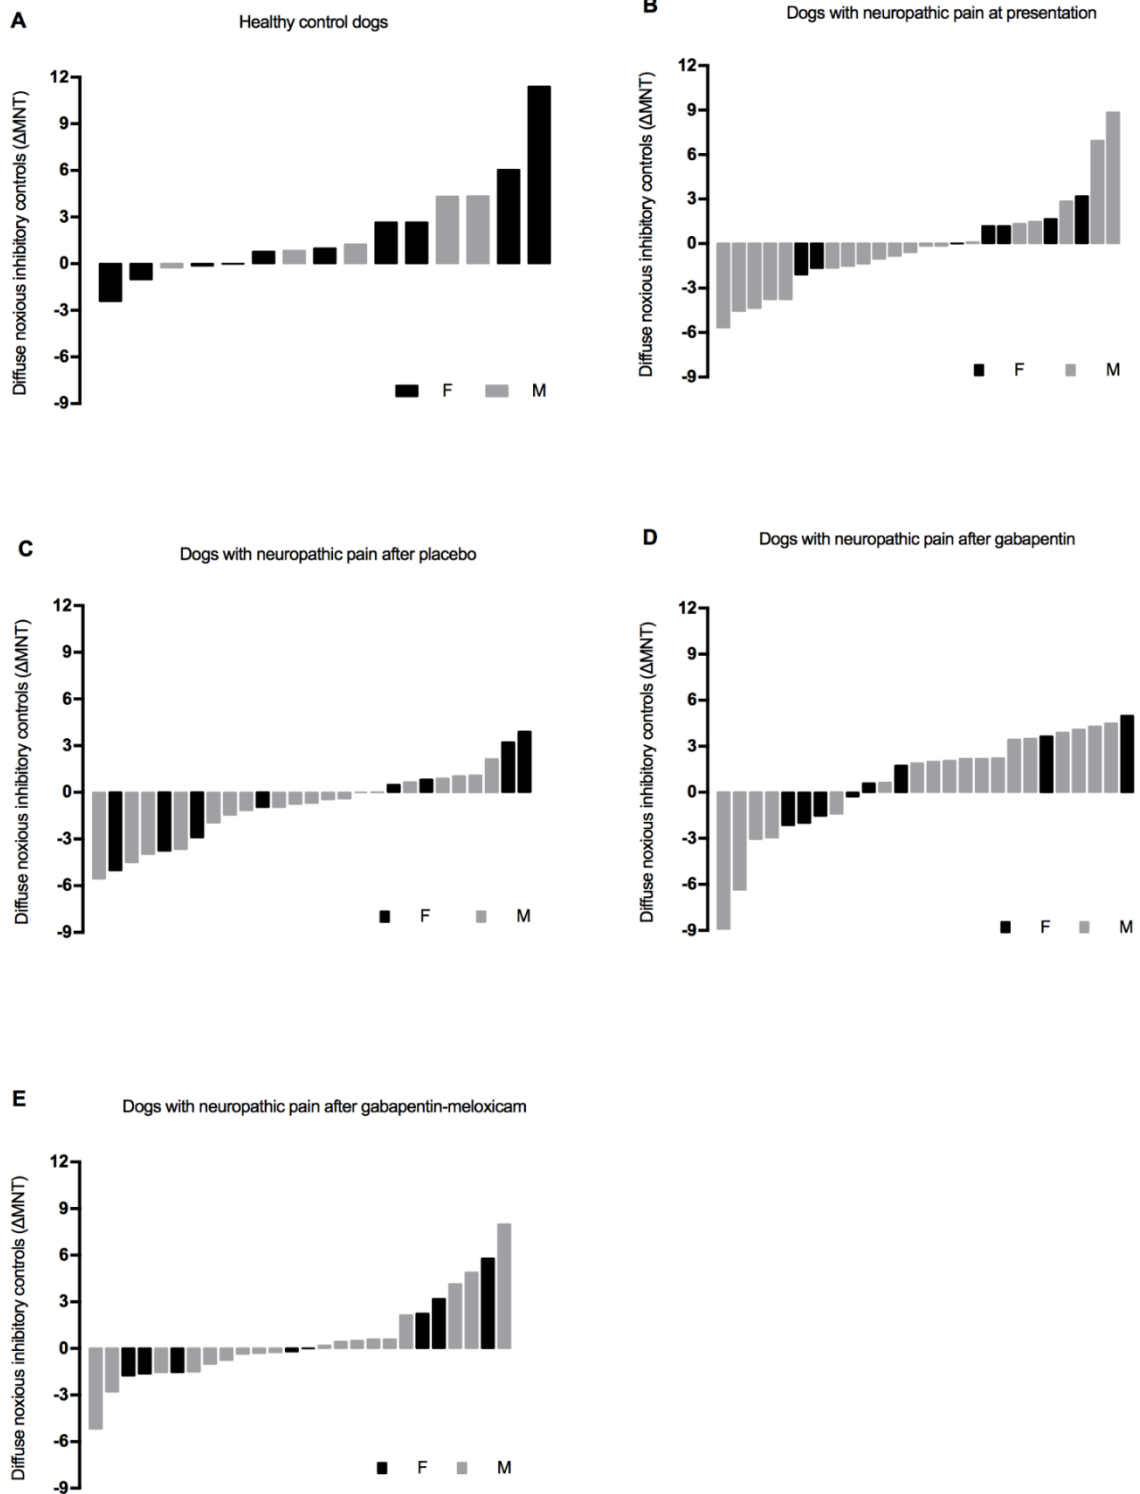 A
Healthy control dogs
Diffuse noxious inhibitory controls (ΔMNT)
12
9
6
3
0
-3
-6
-9
F M
B
Dogs with neuropathic pain at presentation
Diffuse noxious inhibitory controls (ΔMNT)
12
9
6
3
0
-3
-6
-9
F M
C
Dogs with neuropathic pain after placebo
Diffuse noxious inhibitory controls (ΔMNT)
12
9
6
3
0
-3
-6
-9
F M
D
Dogs with neuropathic pain after gabapentin
Diffuse noxious inhibitory controls (ΔMNT)
12
9
6
3
0
-3
-6
-9
F M
E
Dogs with neuropathic pain after gabapentin-meloxicam
Diffuse noxious inhibitory controls (ΔMNT)
12
9
6
3
0
-3
-6
-9
F M